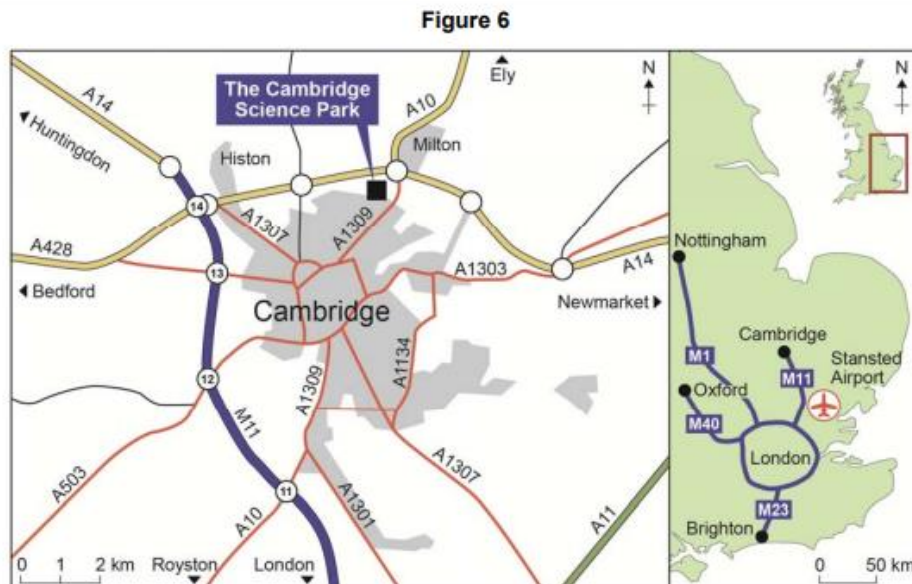 Figure 6
A14
Huntingdon
The Cambridge
Science Park
Ely
N
A10
Histon
Milton
14
A1307
A1309
A428
13
Bedford
A1303
A14
Newmarket
Cambridge
12
A1309
A1134
M11
A503
11
A1307
A10
A1301
A11
0 1 2 km
Royston
London
N
Nottingham
Cambridge
Stansted
Airport
M1
M11
Oxford
M40
London
M23
Brighton
0 50 km